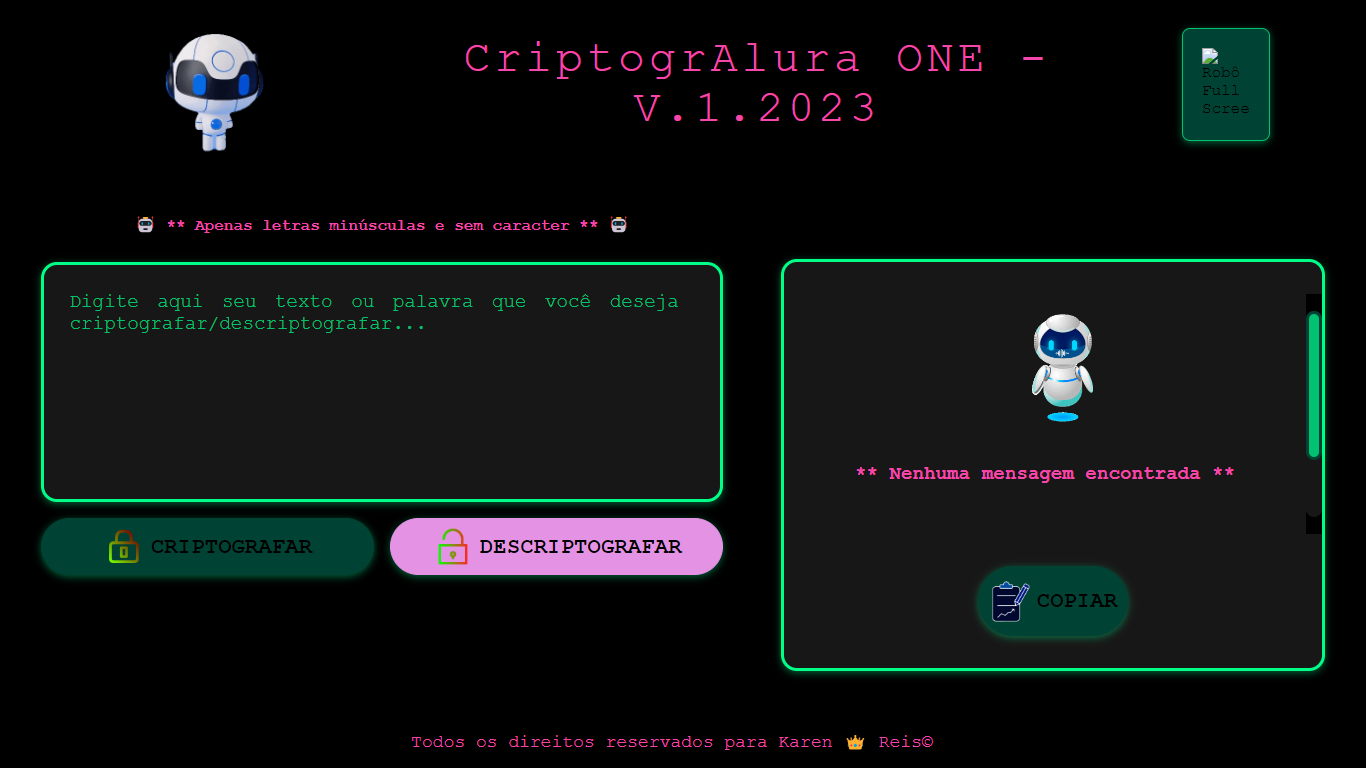 CriptogrAlura ONE -
V.1.2023
Robô
Full
Scree
** Apenas letras minúsculas e sem caracter **
Digite aqui seu texto ou palavra que você deseja
criptografar/descriptografar...
** Nenhuma mensagem encontrada **
CRIPTOGRAFAR
DESCRIPTOGRAFAR
COPIAR
Todos os direitos reservados para Karen 👑 Reis©